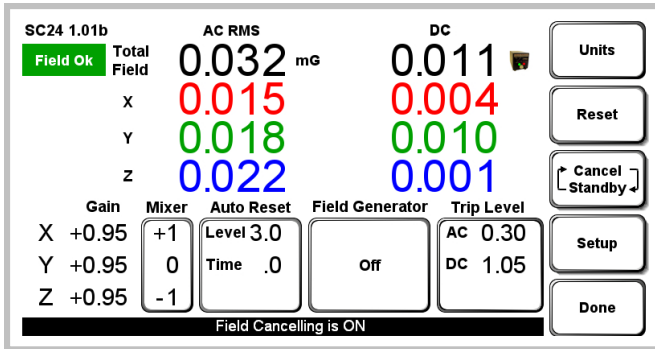 SC24 1.01b AC RMS DC
Field Ok Total Field 0.032 mG 0.011
X 0.015 0.004
Y 0.018 0.010
Z 0.022 0.001
Gain Mixer Auto Reset Field Generator Trip Level
X +0.95 +1 Level 3.0 AC 0.30
Y +0.95 0 Time .0 Off DC 1.05
Z +0.95 -1
Field Cancelling is ON
Units
Reset
Cancel
Standby
Setup
Done